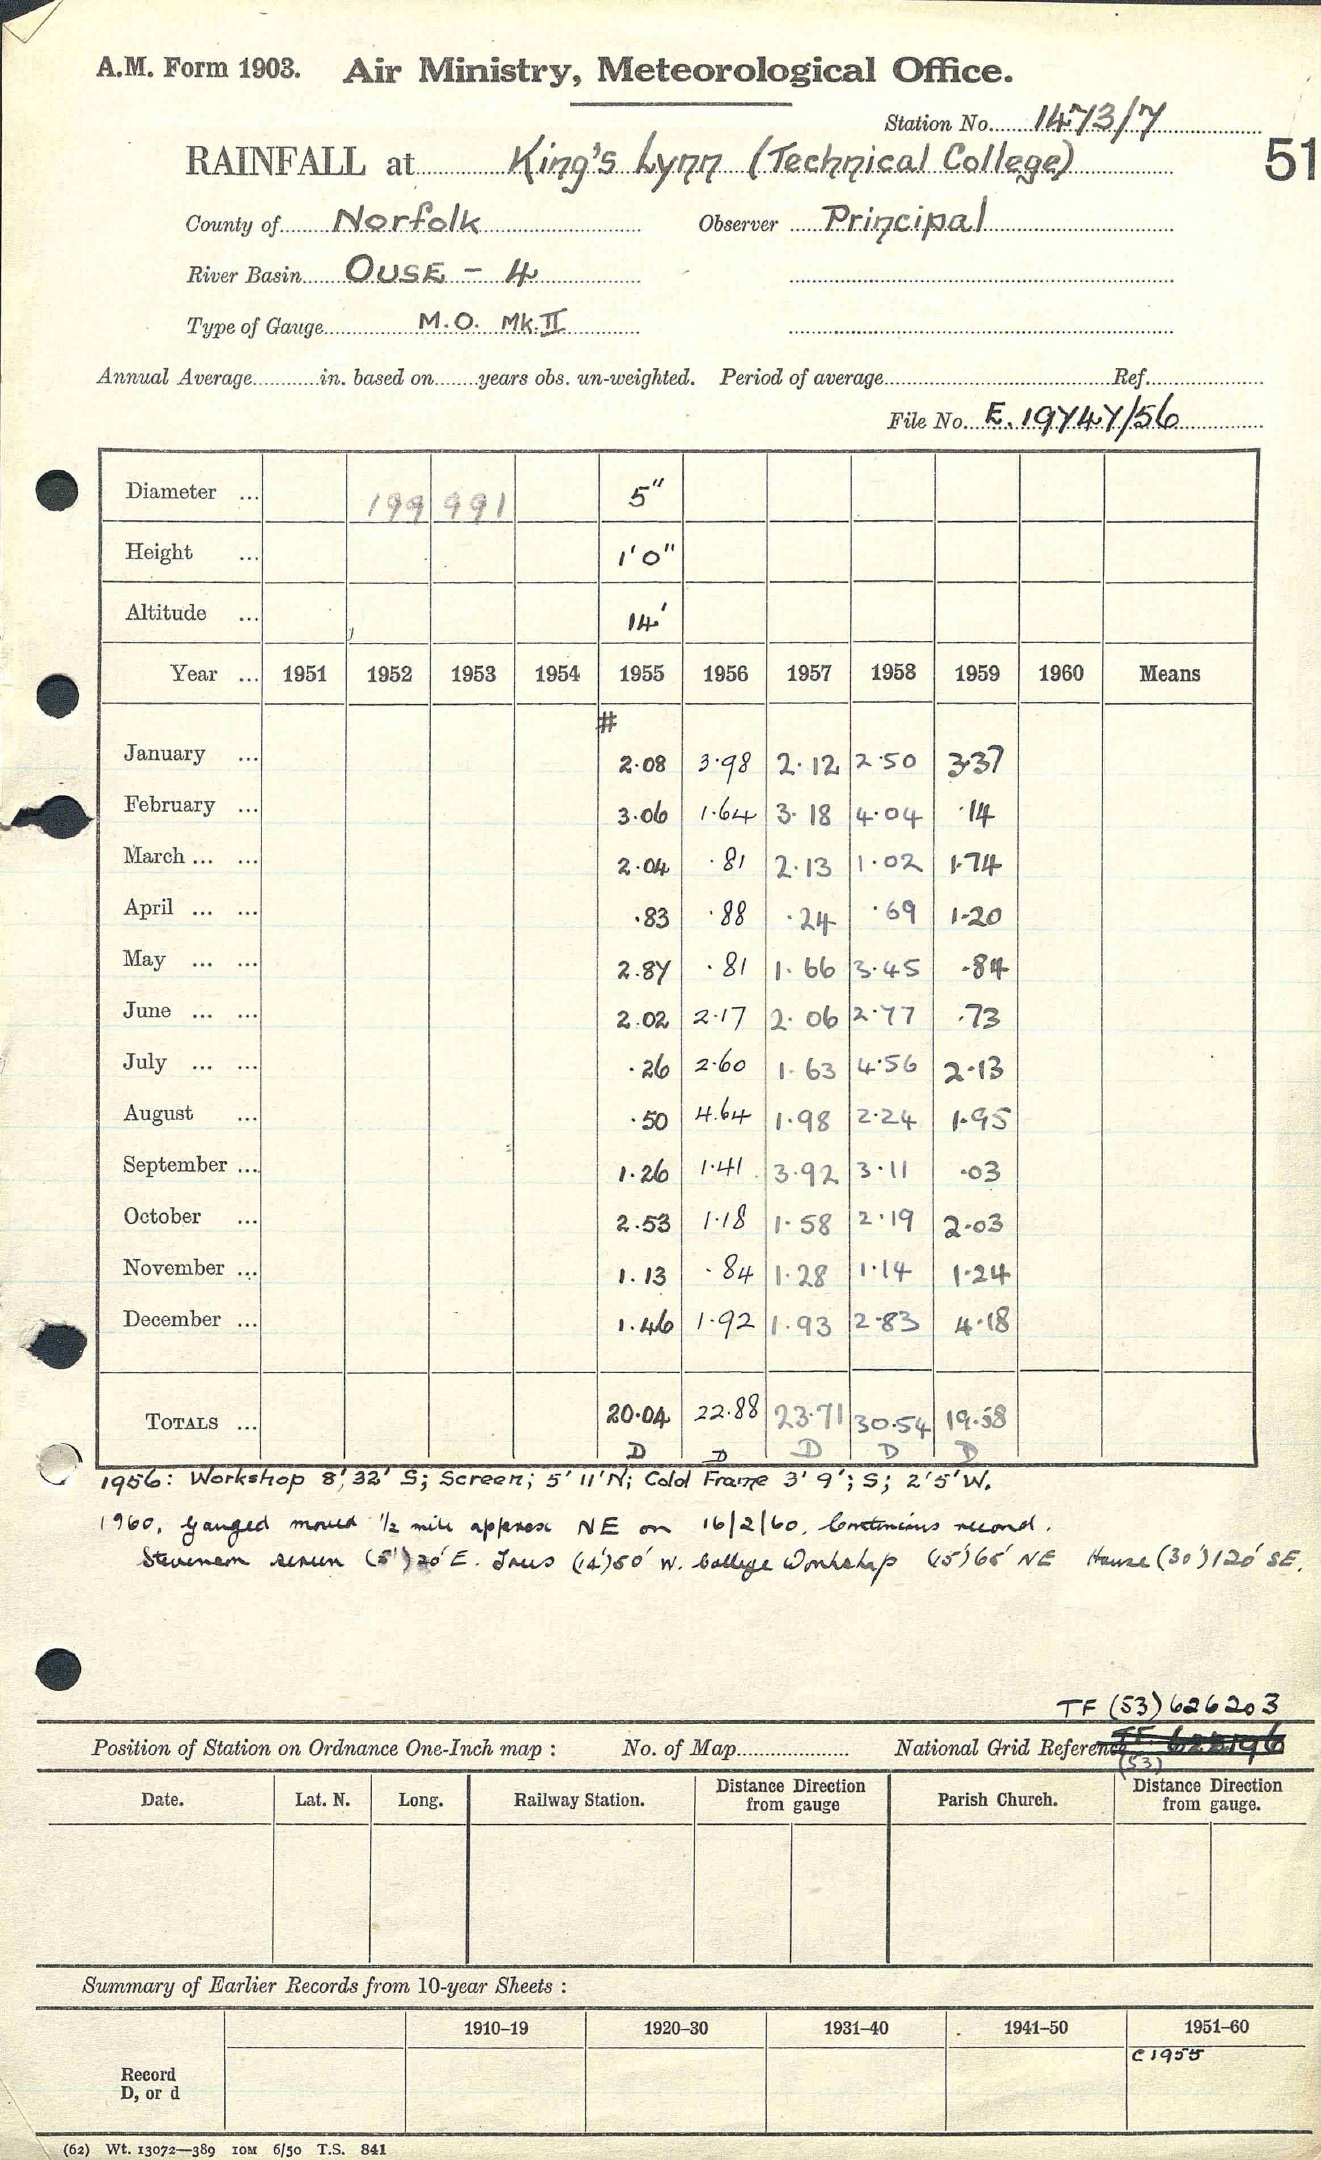 A.M. Form 1903. Air Ministry, Meteorological Office.
Station No. 1473/7
51
RAINFALL at King's Lynn (Technical College)
County of Norfolk Observer Principal
River Basin OUSE - 4
Type of Gauge M.O. Mk.II
Annual Average in. based on years obs. un-weighted. Period of average Ref.
File No. E.19747/56
Diameter ... 199 991 5"
Height ... 1'0"
Altitude ... 14'
Year ... 1951 1952 1953 1954 1955 1956 1957 1958 1959 1960 Means
#
January ... 2.08 3.98 2.12 2.50 3.37
February ... 3.06 1.64 3.18 4.04 .14
March ... ... 2.04 .81 2.13 1.02 1.74
April ... ... .83 .88 .24 .69 1.20
May ... ... 2.87 .81 1.66 3.45 .84
June ... ... 2.02 2.17 2.06 2.77 .73
July ... ... .26 2.60 1.63 4.56 2.13
August ... .50 4.64 1.98 2.24 1.95
September ... 1.26 1.41 3.92 3.11 .03
October ... 2.53 1.18 1.58 2.19 2.03
November ... 1.13 .84 1.28 1.14 1.24
December ... 1.46 1.92 1.93 2.83 4.18
TOTALS ... 20.04 22.88 23.71 30.54 19.58
D D D D D
1956: Workshop 8', 32' S; Screen; 5' 11'N; Cold Frame 3' 9'; S; 2'5'W.
1960. Gauged moved ½ mile approx NE on 16/2/60. Continuous record.
Stevenson screen (5') 20' E. Trees (14') 50' W. College Workshop (15') 65' NE House (30') 120' SE.
TF (53) 626203
Position of Station on Ordnance One-Inch map : No. of Map National Grid Reference TF
(53)
Date. Lat. N. Long. Railway Station. Distance Direction from gauge Parish Church. Distance Direction from gauge.
Summary of Earlier Records from 10-year Sheets :
1910-19 1920-30 1931-40 1941-50 1951-60
C 1955
Record
D, or d
(62) Wt. 13072—389 10M 6/50 T.S. 841